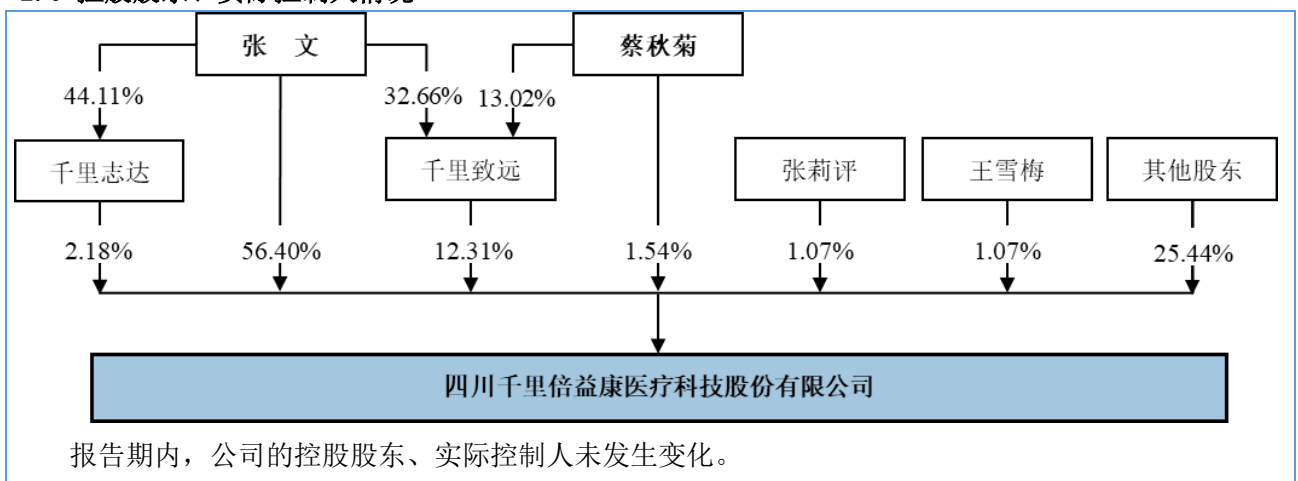 张 文
蔡秋菊
44.11%
32.66%
13.02%
千里志达
千里致远
张莉评
王雪梅
其他股东
2.18%
56.40%
12.31%
1.54%
1.07%
1.07%
25.44%
四川千里倍益康医疗科技股份有限公司
报告期内，公司的控股股东、实际控制人未发生变化。